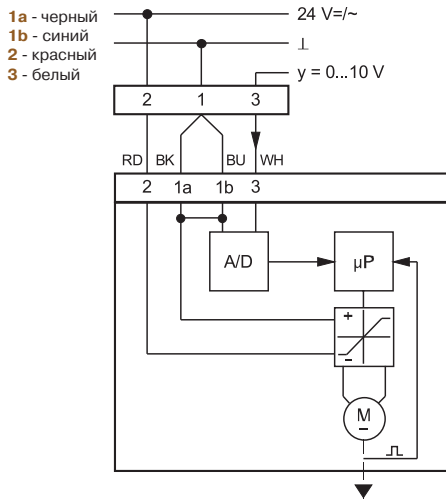 1a - черный
1b - синий
2 - красный
3 - белый
24 V=/~
⊥
y = 0...10 V
2 1 3
RD BK BU WH
2 1a 1b 3
A/D
µP
+
-
M